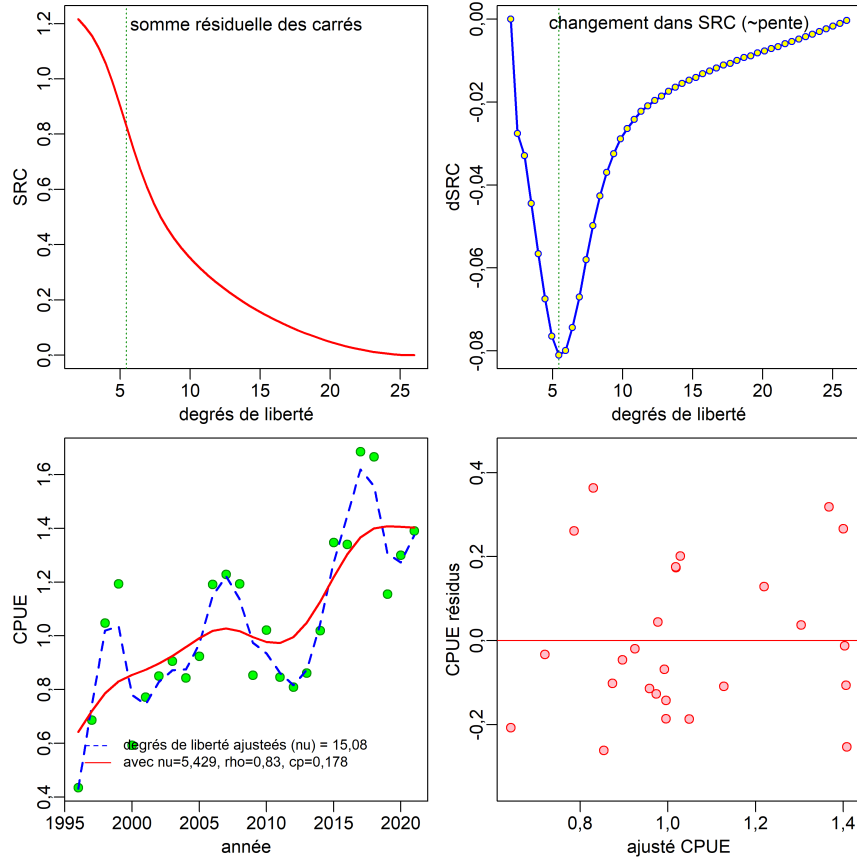 somme résiduelle des carrés
SRC
0.0 0.2 0.4 0.6 0.8 1.0 1.2
5 10 15 20 25
degrés de liberté
changement dans SRC (~pente)
dSRC
0,00
-0,02
-0,04
-0,06
-0,08
5 10 15 20 25
degrés de liberté
CPUE
0.4 0.6 0.8 1.0 1.2 1.4 1.6
degrés de liberté ajusteés (nu) = 15,08
avec nu=5,429, rho=0,83, cp=0,178
1995 2000 2005 2010 2015 2020
année
CPUE résidus
-0.2 0.0 0.2 0.4
0,8 1,0 1,2 1,4
ajusté CPUE